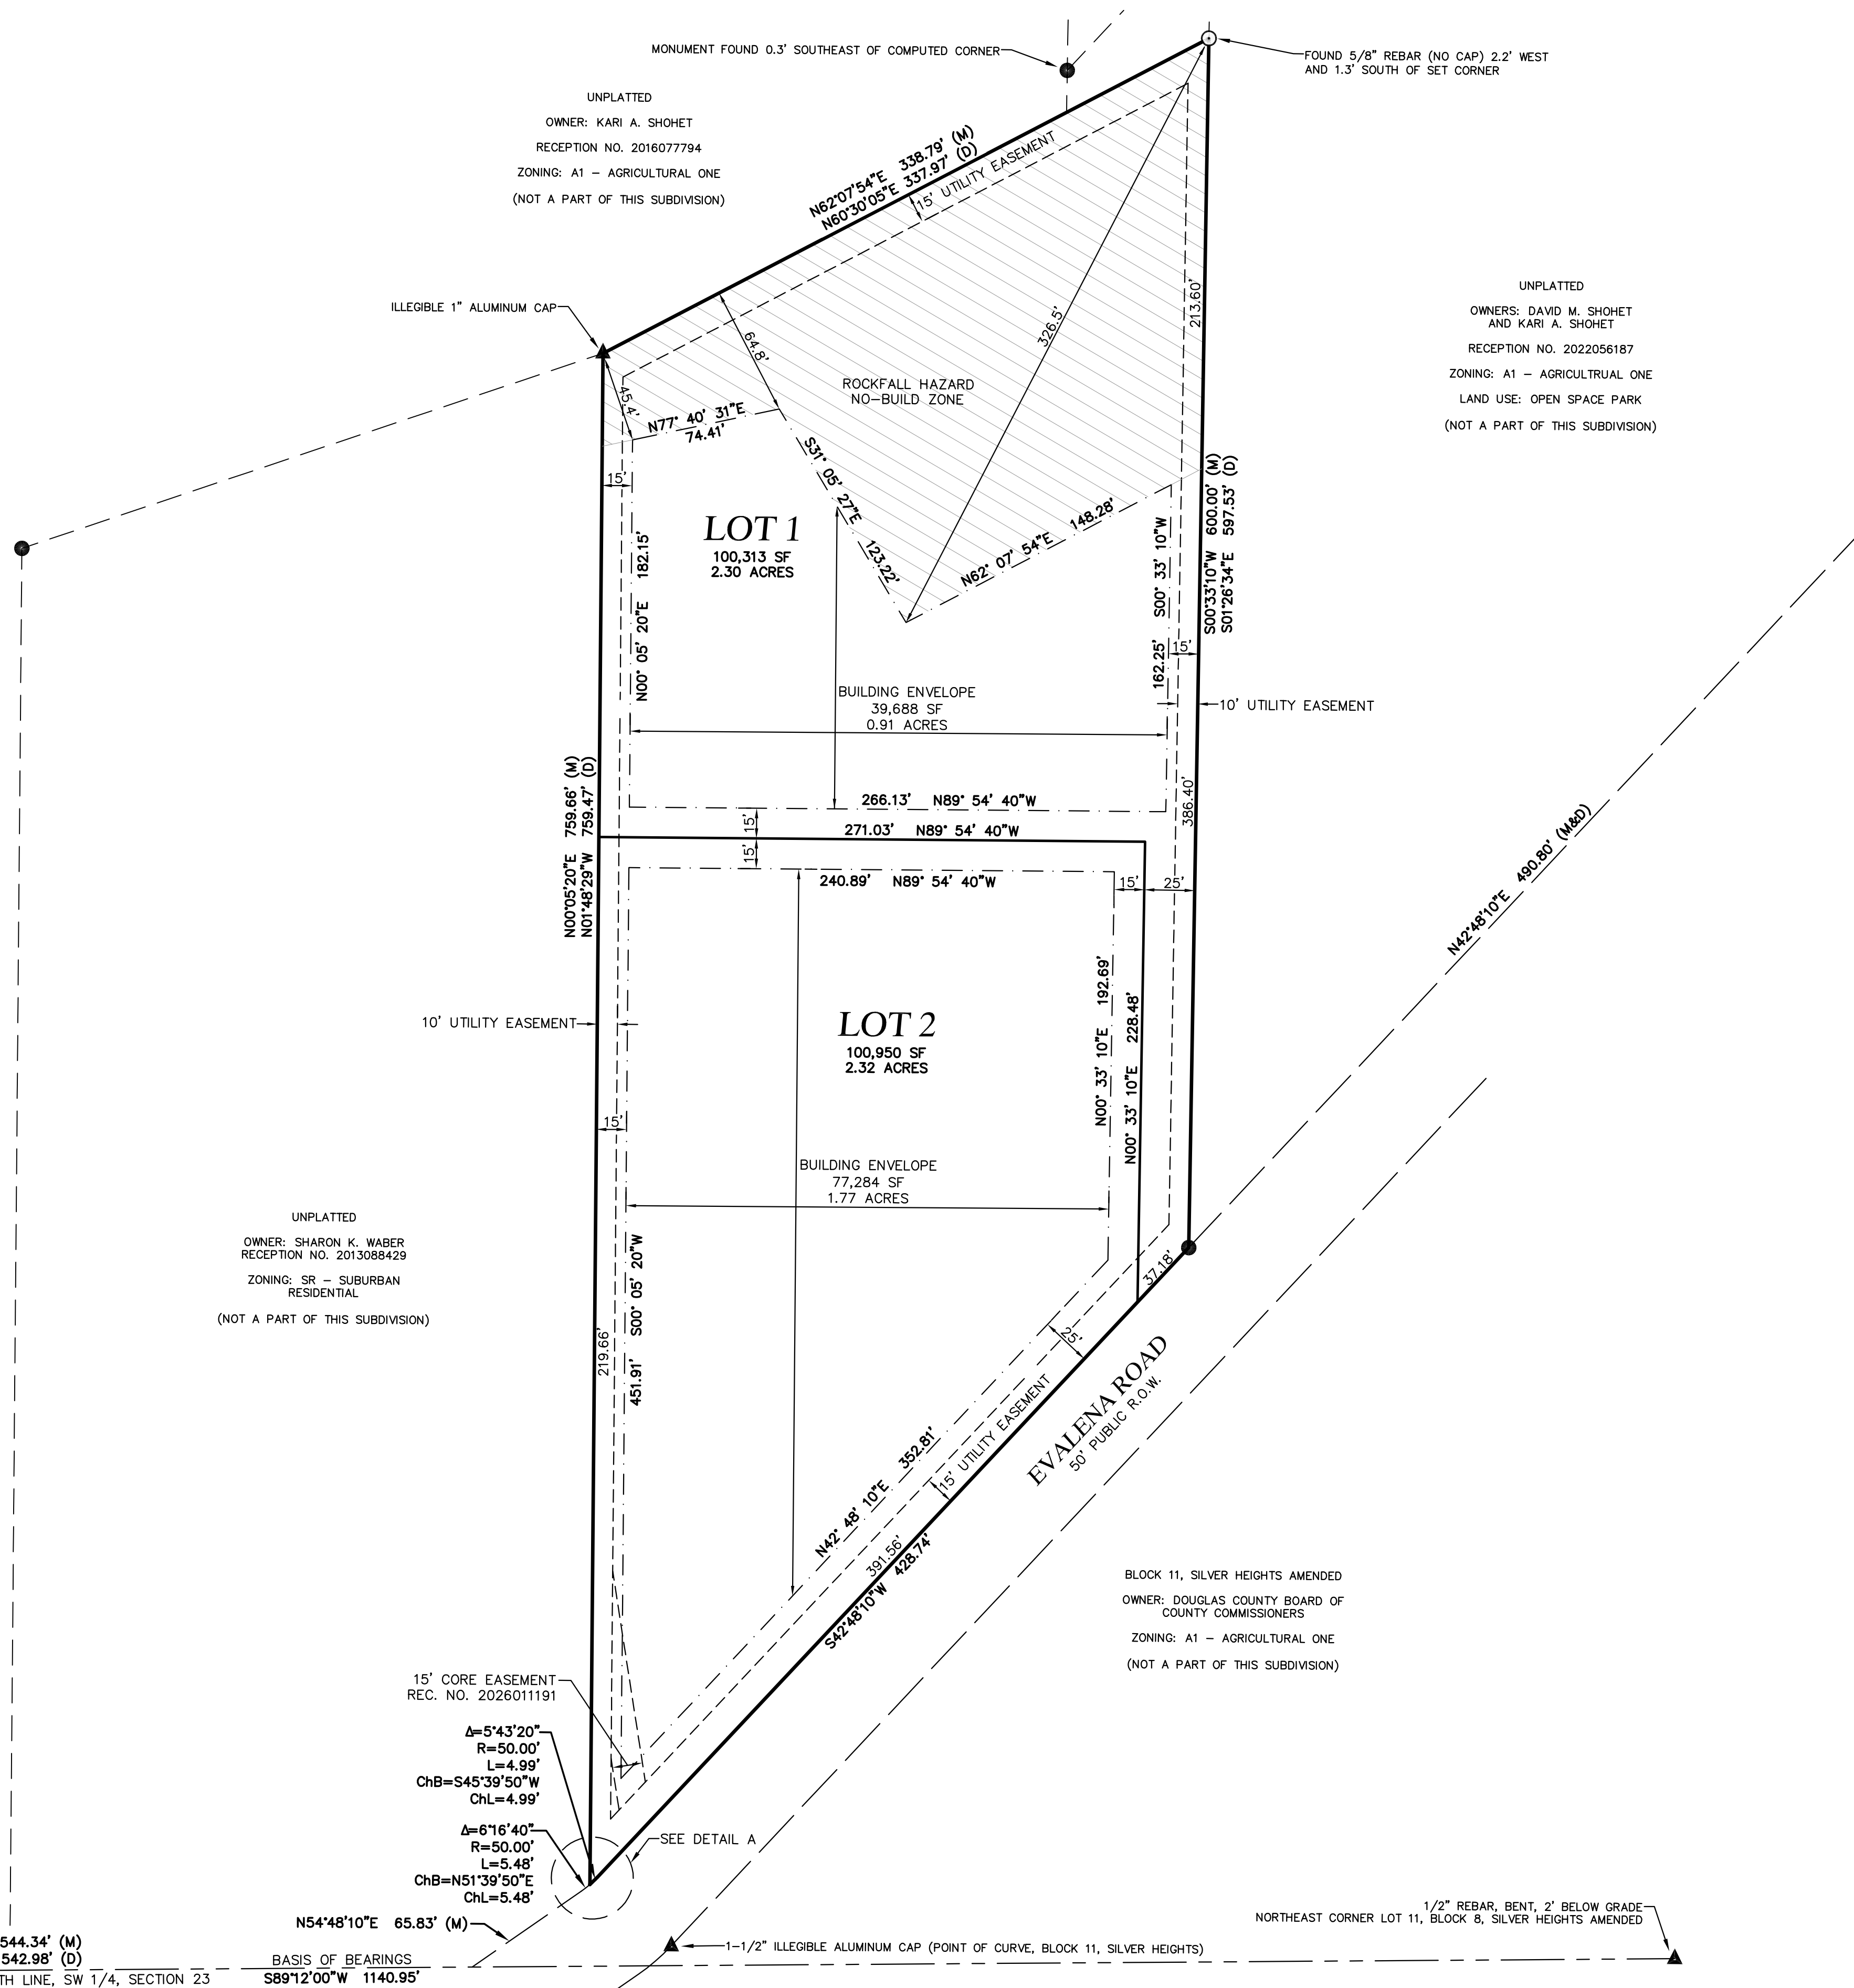 MONUMENT FOUND 0.3' SOUTHEAST OF COMPUTED CORNER
FOUND 5/8" REBAR (NO CAP) 2.2' WEST
AND 1.3' SOUTH OF SET CORNER
UNPLATTED
OWNER: KARI A. SHOHET
RECEPTION NO. 2016077794
ZONING: A1 – AGRICULTURAL ONE
(NOT A PART OF THIS SUBDIVISION)
N62°07'54"E 338.79' (M)
N60°30'05"E 337.97' (D)
15' UTILITY EASEMENT
UNPLATTED
OWNERS: DAVID M. SHOHET
AND KARI A. SHOHET
RECEPTION NO. 2022056187
ZONING: A1 – AGRICULTRUAL ONE
LAND USE: OPEN SPACE PARK
(NOT A PART OF THIS SUBDIVISION)
ILLEGIBLE 1" ALUMINUM CAP
213.60'
326.5'
64.8'
45.4'
ROCKFALL HAZARD
NO–BUILD ZONE
N77° 40' 31"E
74.41'
S31° 05' 27"E 123.22'
N62° 07' 54"E 148.28'
15'
LOT 1
100,313 SF
2.30 ACRES
N00° 05' 20"E 182.15'
162.25' S00° 33' 10"W
S00°33'10"W 600.00' (M)
S01°26'34"E 597.53' (D)
15'
BUILDING ENVELOPE
39,688 SF
0.91 ACRES
10' UTILITY EASEMENT
266.13' N89° 54' 40"W
15'
271.03' N89° 54' 40"W
15'
240.89' N89° 54' 40"W
15'
25'
386.40'
N00°05'20"E 759.66' (M)
N01°48'29"W 759.47' (D)
N42°48'10"E 490.80' (M&D)
10' UTILITY EASEMENT
LOT 2
100,950 SF
2.32 ACRES
N00° 33' 10"E 192.69'
N00° 33' 10"E 228.48'
15'
BUILDING ENVELOPE
77,284 SF
1.77 ACRES
UNPLATTED
OWNER: SHARON K. WABER
RECEPTION NO. 2013088429
ZONING: SR – SUBURBAN
RESIDENTIAL
(NOT A PART OF THIS SUBDIVISION)
451.91' S00° 05' 20"W
219.66'
37.18'
25'
EVALENA ROAD
50' PUBLIC R.O.W.
15' UTILITY EASEMENT
N42° 48' 10"E 352.81'
391.56'
S42°48'10"W 428.74'
BLOCK 11, SILVER HEIGHTS AMENDED
OWNER: DOUGLAS COUNTY BOARD OF
COUNTY COMMISSIONERS
ZONING: A1 – AGRICULTURAL ONE
(NOT A PART OF THIS SUBDIVISION)
15' CORE EASEMENT
REC. NO. 2026011191
Δ=5°43'20"
R=50.00'
L=4.99'
ChB=S45°39'50"W
ChL=4.99'
Δ=6°16'40"
R=50.00'
L=5.48'
ChB=N51°39'50"E
ChL=5.48'
SEE DETAIL A
N54°48'10"E 65.83' (M)
1/2" REBAR, BENT, 2' BELOW GRADE
NORTHEAST CORNER LOT 11, BLOCK 8, SILVER HEIGHTS AMENDED
1–1/2" ILLEGIBLE ALUMINUM CAP (POINT OF CURVE, BLOCK 11, SILVER HEIGHTS)
544.34' (M)
542.98' (D)
BASIS OF BEARINGS
TH LINE, SW 1/4, SECTION 23
S89°12'00"W 1140.95'